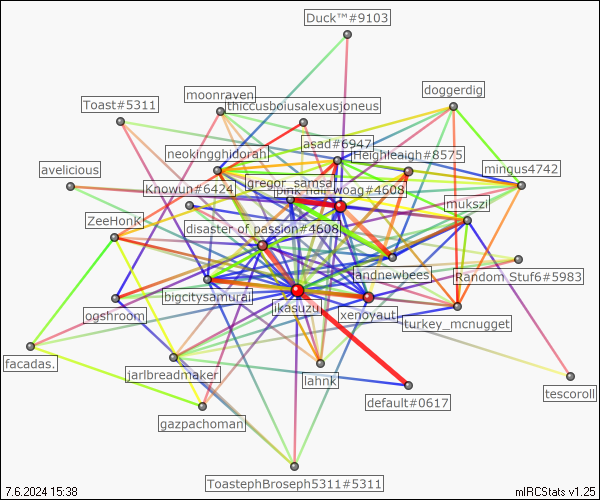 Duck™#9103
doggerdig
moonraven
Toast#5311
thiccusboiusalexusjoneus
asad#6947
neokingghidorah
Heighleaigh#8575
avelicious
mingus4742
gregor_samsa
Knowun#6424
woag#4608
mukszi
ZeeHonK
disaster of passion#4608
landnewbees
Random Stuf6#5983
bigcitysamurai
ikasuzu
xenoyaut
ogshroom
turkey_mcnugget
facadas.
jarlbreadmaker
lahnk
default#0617
tescoroll
gazpachoman
ToastephBroseph5311#5311
7.6.2024 15:38
mIRCStats v1.25